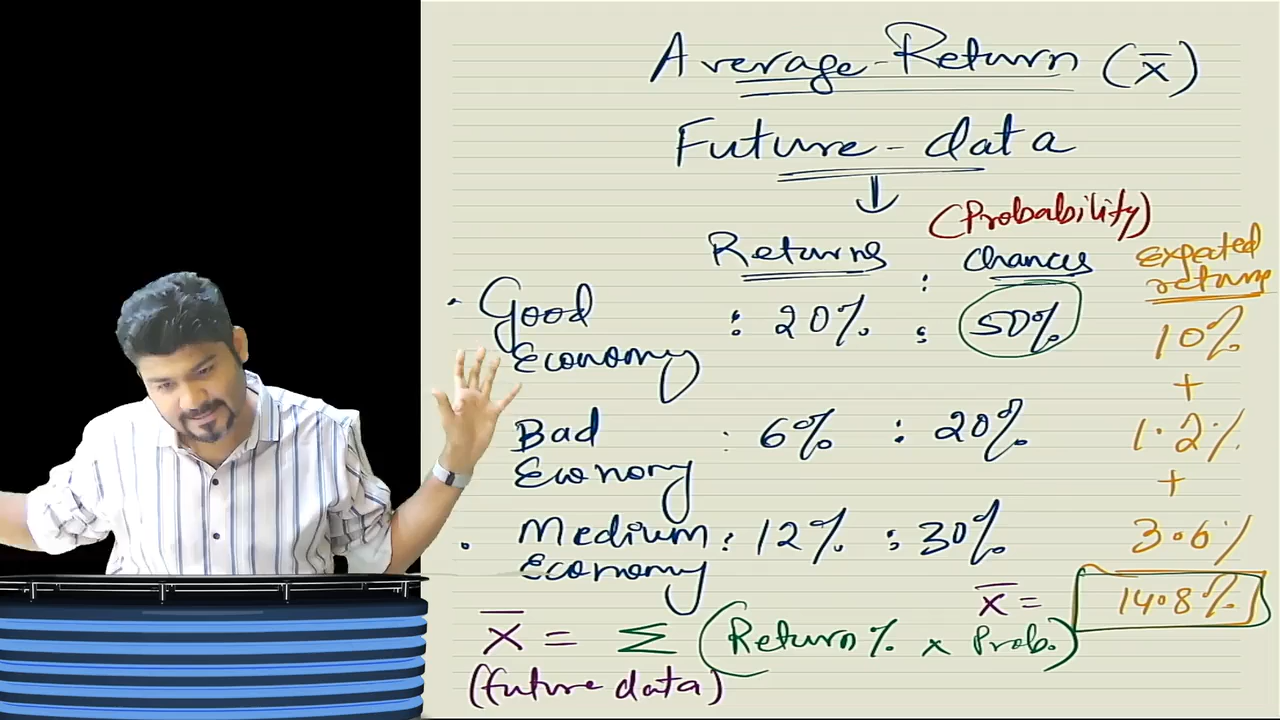 Average-Return (x̅)
Future-data
↓
(Probability)
Returns : Chances Expected return
· Good Economy : 20% : 50% 10%
+
Bad Economy : 6% : 20% 1.2%
+
· Medium Economy : 12% : 30% 3.6%
x̅ = 14.8%
x̅ = Σ (Return% x Prob.)
(future data)